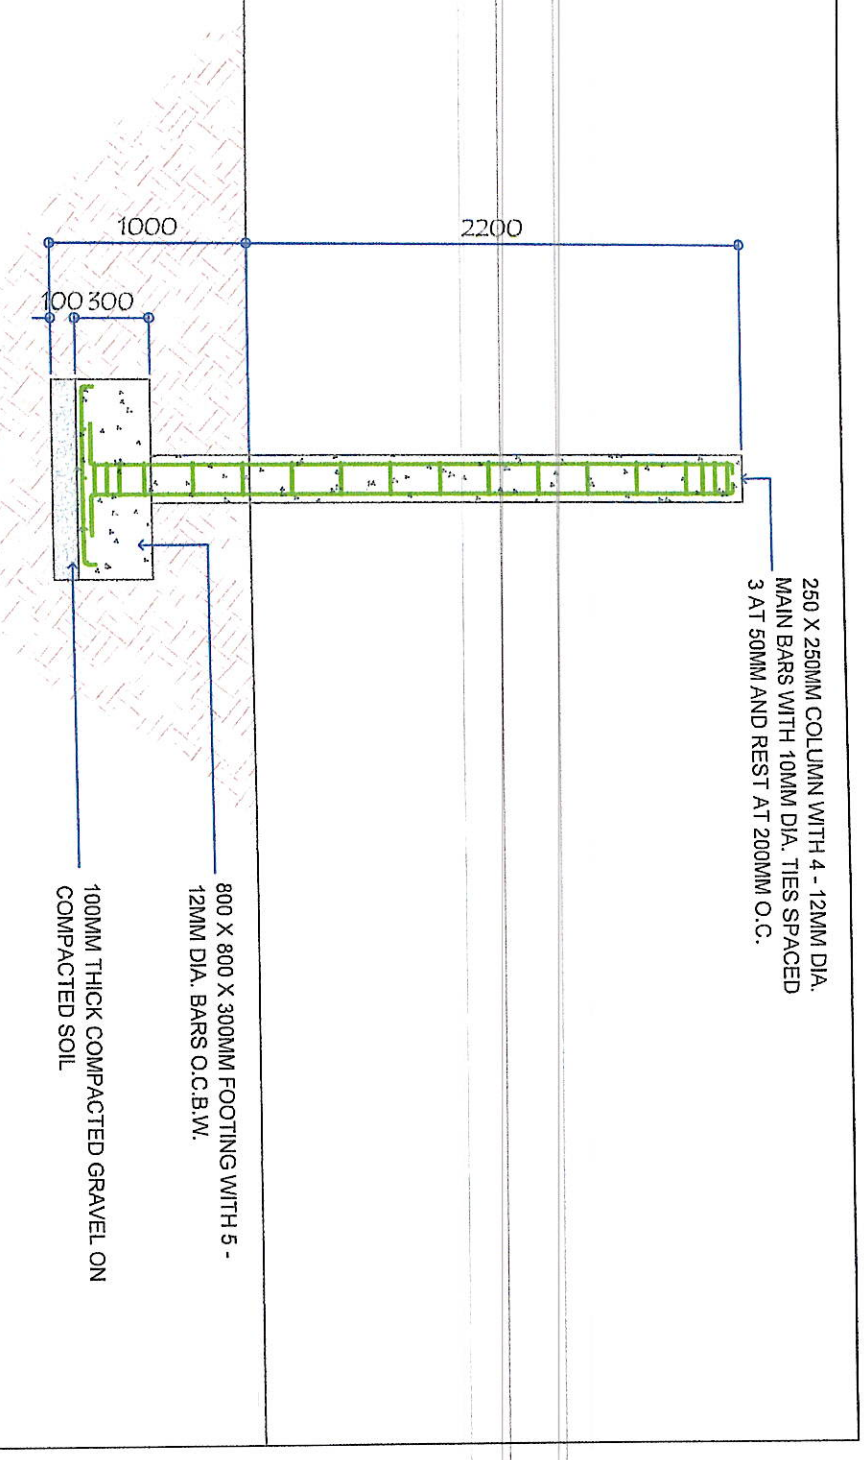 250 X 250MM COLUMN WITH 4 - 12MM DIA.
MAIN BARS WITH 10MM DIA. TIES SPACED
3 AT 50MM AND REST AT 200MM O.C.
2200
1000
100
300
800 X 800 X 300MM FOOTING WITH 5 -
12MM DIA. BARS O.C.B.W.
100MM THICK COMPACTED GRAVEL ON
COMPACTED SOIL